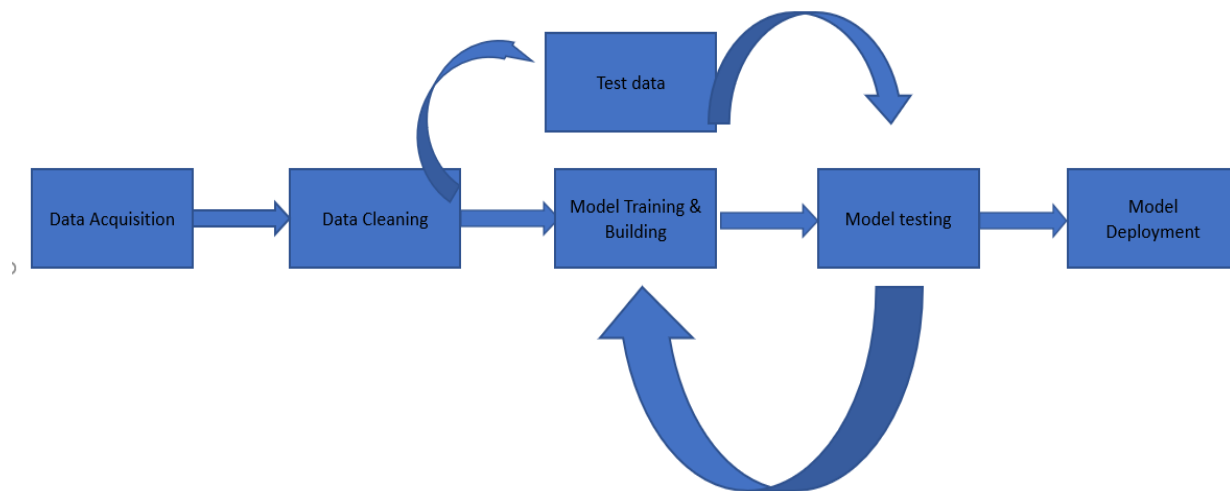 Test data
Data Acquisition
Data Cleaning
Model Training &
Building
Model testing
Model
Deployment